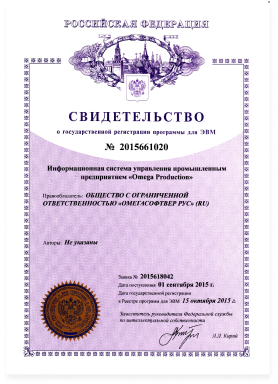 РОССИЙСКАЯ ФЕДЕРАЦИЯ
СВИДЕТЕЛЬСТВО
о государственной регистрации программы для ЭВМ
№ 2015661020
Информационная система управления промышленным
предприятием «Omega Production»
Правообладатель: ОБЩЕСТВО С ОГРАНИЧЕННОЙ
ОТВЕТСТВЕННОСТЬЮ «ОМЕГАСОФТВЕР РУС» (RU)
Авторы: Не указаны
Заявка № 2015618042
Дата поступления 01 сентября 2015 г.
Дата государственной регистрации
в Реестре программ для ЭВМ 15 октября 2015 г.
Заместитель руководителя Федеральной службы
по интеллектуальной собственности
Л.Л. Кирий